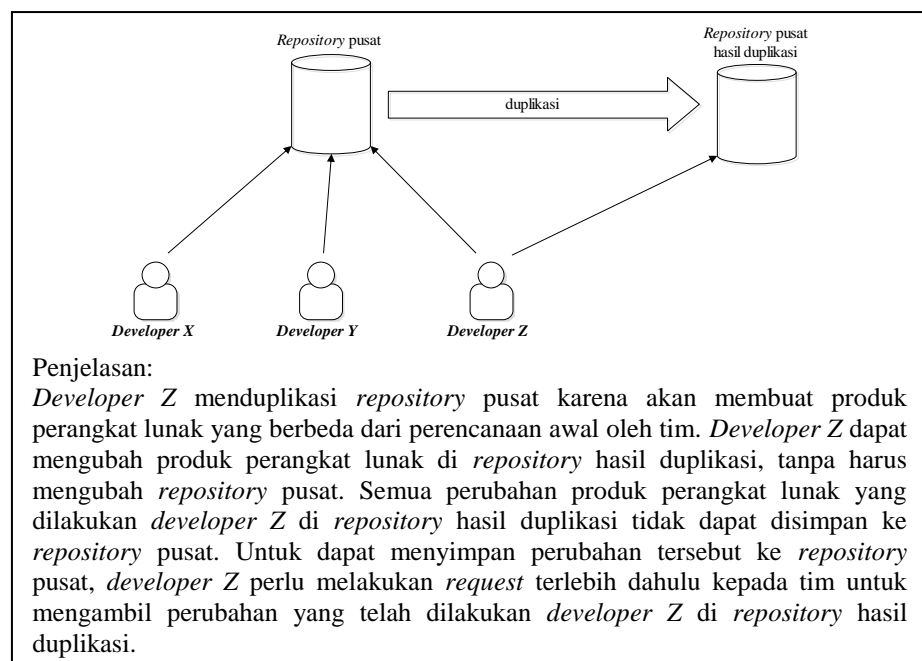 Repository pusat
Repository pusat
hasil duplikasi
duplikasi
Developer X
Developer Y
Developer Z
Penjelasan:
Developer Z menduplikasi repository pusat karena akan membuat produk
perangkat lunak yang berbeda dari perencanaan awal oleh tim. Developer Z dapat
mengubah produk perangkat lunak di repository hasil duplikasi, tanpa harus
mengubah repository pusat. Semua perubahan produk perangkat lunak yang
dilakukan developer Z di repository hasil duplikasi tidak dapat disimpan ke
repository pusat. Untuk dapat menyimpan perubahan tersebut ke repository
pusat, developer Z perlu melakukan request terlebih dahulu kepada tim untuk
mengambil perubahan yang telah dilakukan developer Z di repository hasil
duplikasi.